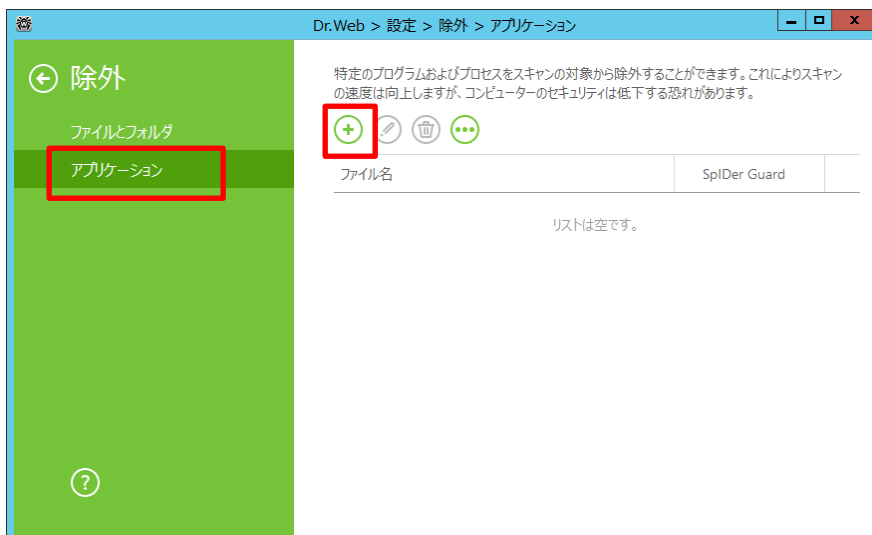 Dr.Web > 設定 > 除外 > アプリケーション
除外
ファイルとフォルダ
アプリケーション
特定のプログラムおよびプロセスをスキャンの対象から除外することができます。これによりスキャン
の速度は向上しますが、コンピューターのセキュリティは低下する恐れがあります。
ファイル名 SpIDer Guard
リストは空です。